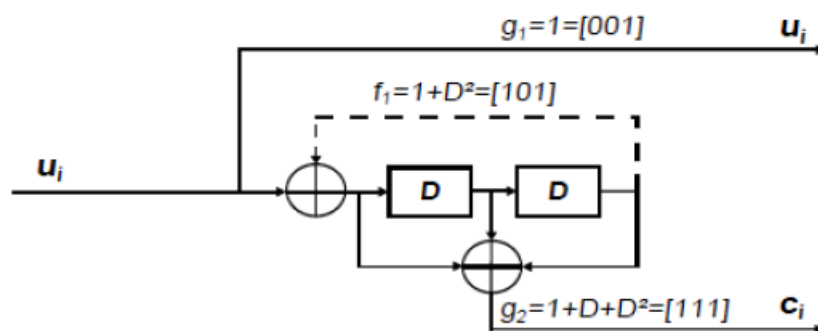 g₁=1=[001] uᵢ
f₁=1+D²=[101]
uᵢ
D D
g₂=1+D+D²=[111] cᵢ